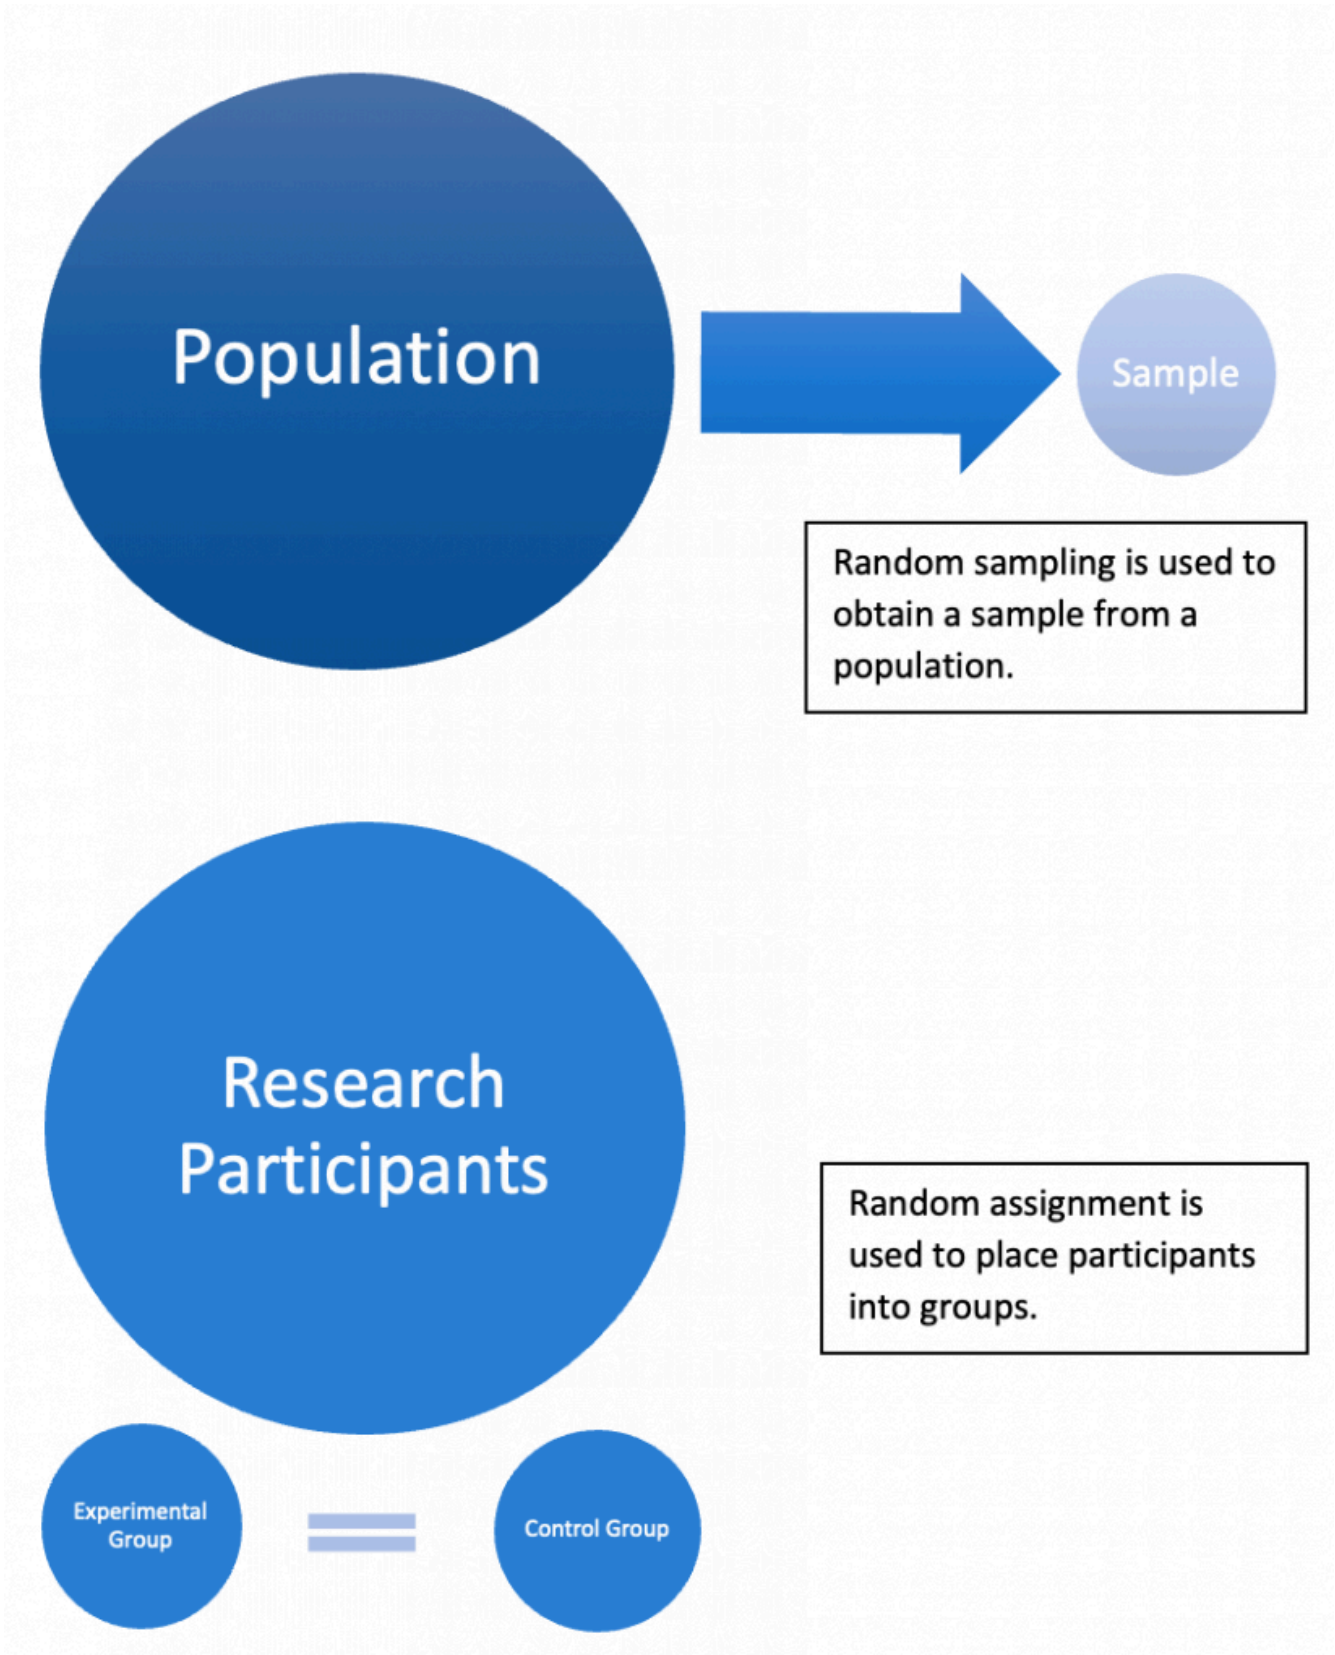 Population
Sample
Random sampling is used to
obtain a sample from a
population.
Research
Participants
Random assignment is
used to place participants
into groups.
Experimental
Group
Control Group